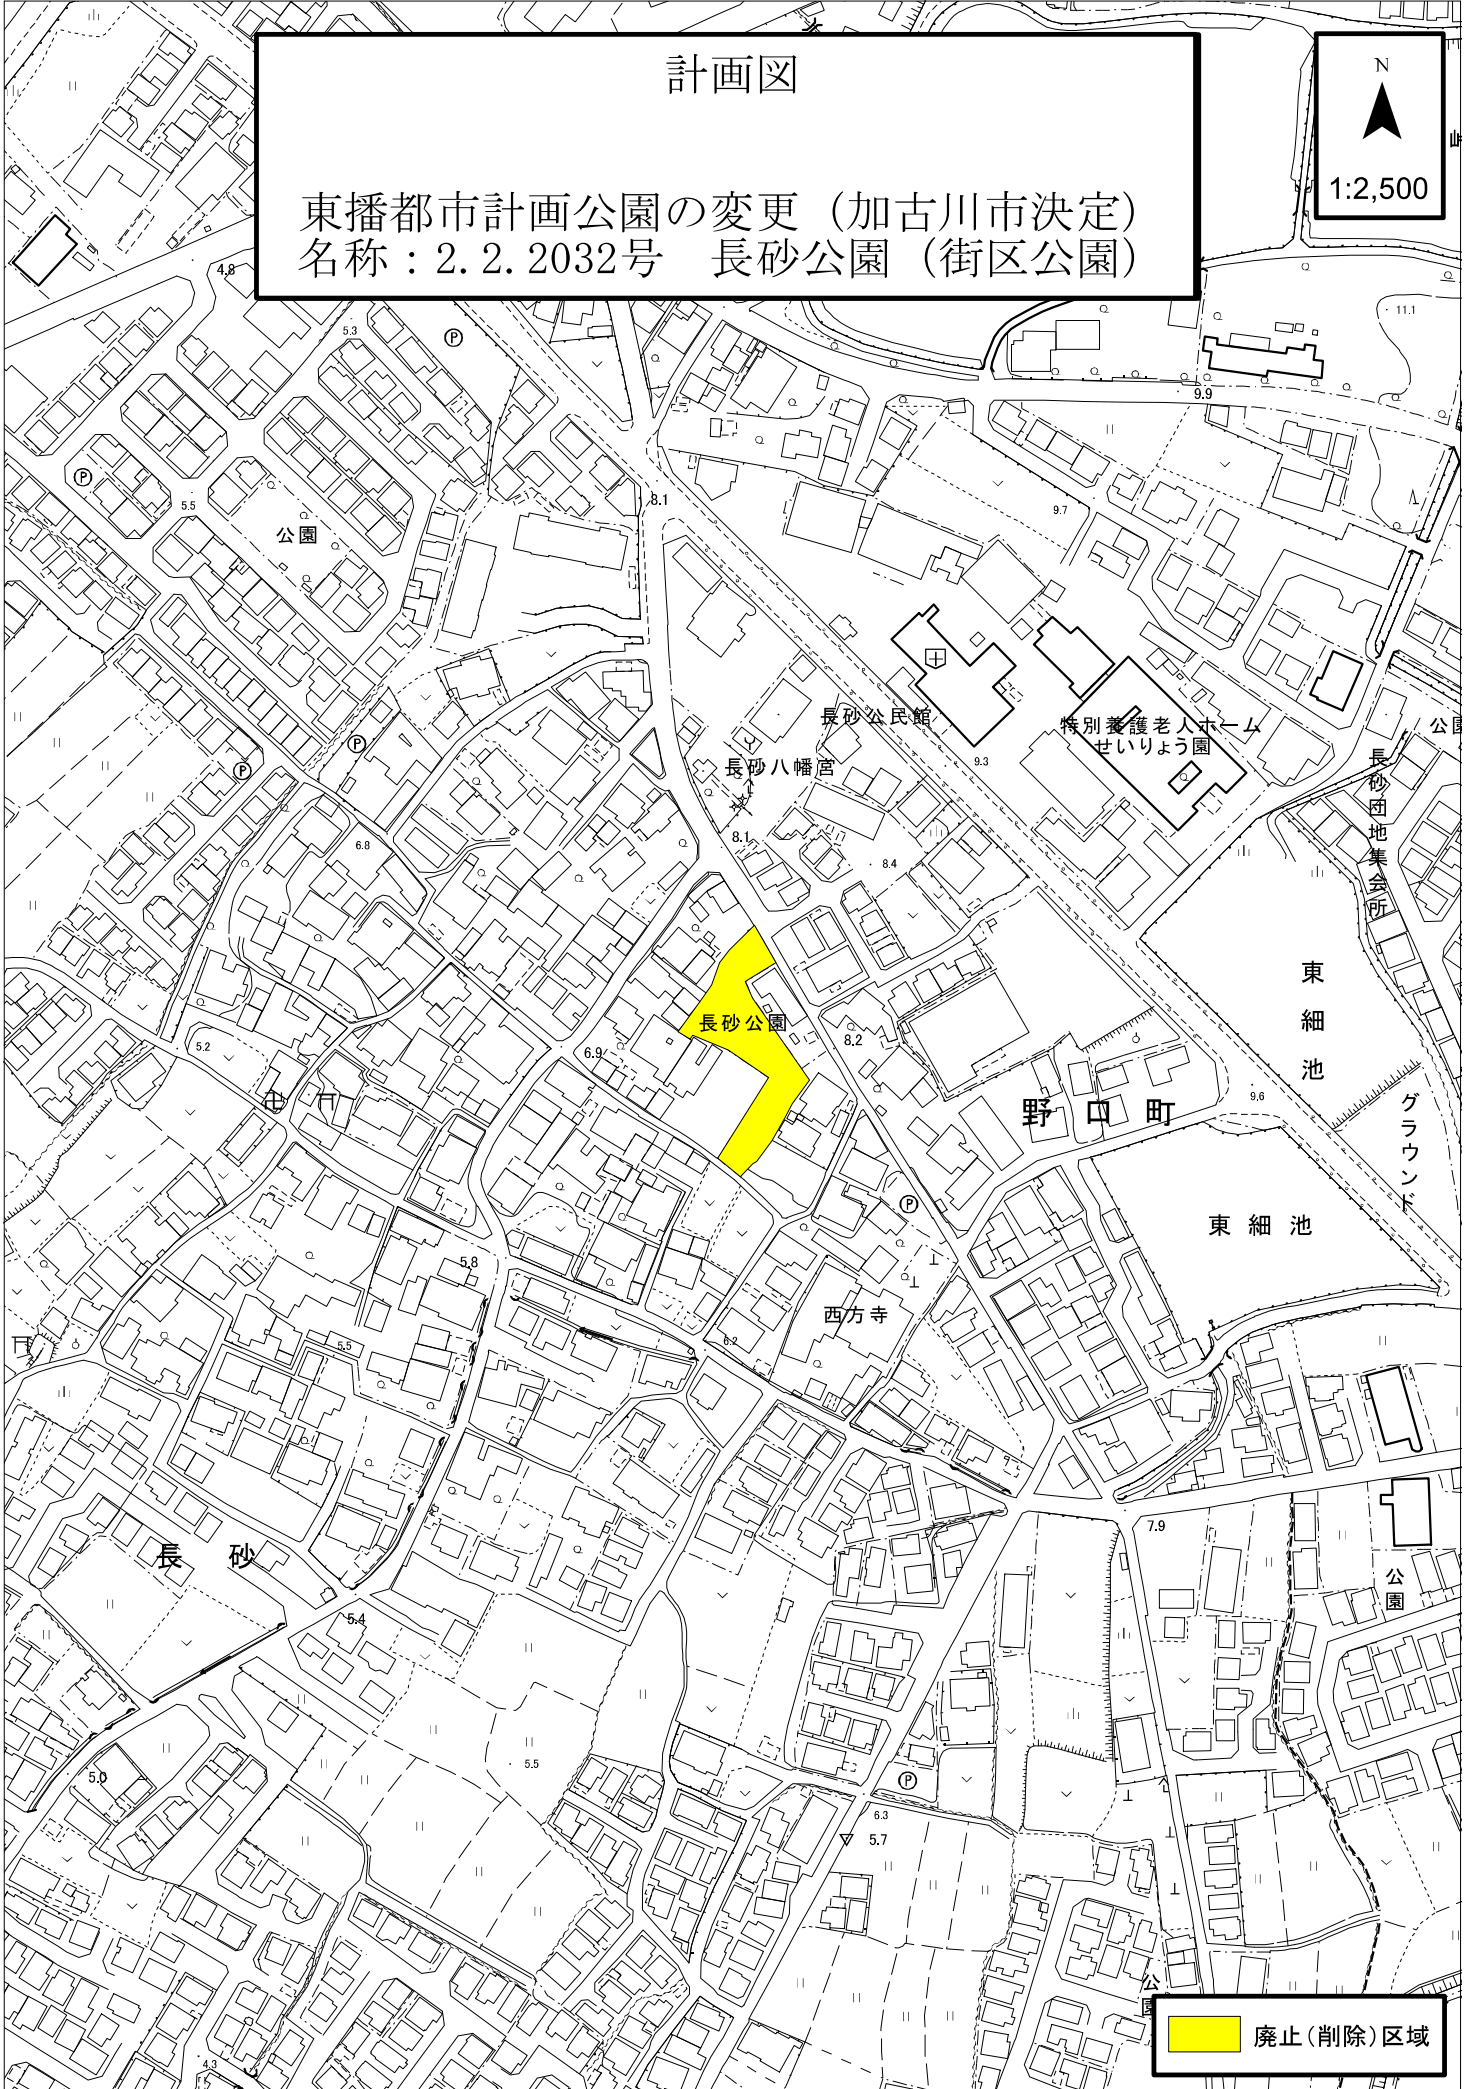 計画図
東播都市計画公園の変更（加古川市決定）
名称：2.2.2032号　長砂公園（街区公園）
N
1:2,500
4.8
5.3
P
11.1
9.9
P
5.5
公園
8.1
9.7
長砂公民館
特別養護老人ホーム
せいりょう園
公園
P
P
長砂八幡宮
9.3
長砂団地集会所
6.8
8.1
8.4
東細池
長砂公園
5.2
6.9
8.2
野口町
9.6
グラウンド
P
東細池
5.8
西方寺
5.5
6.2
長砂
7.9
公園
5.4
5.5
5.0
P
6.3
5.7
公園
4.3
廃止（削除）区域